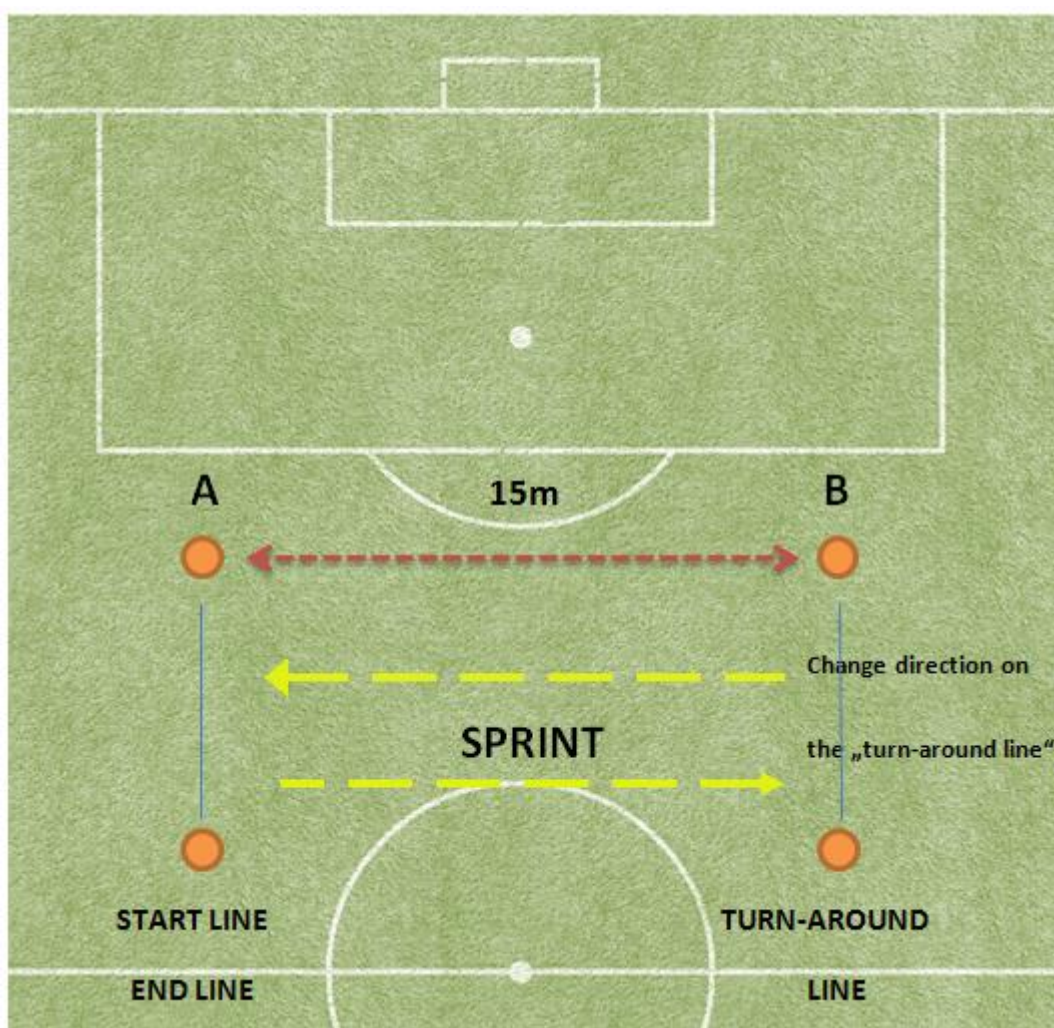 A
15m
B
Change direction on
SPRINT
the „turn-around line“
START LINE
TURN-AROUND
END LINE
LINE